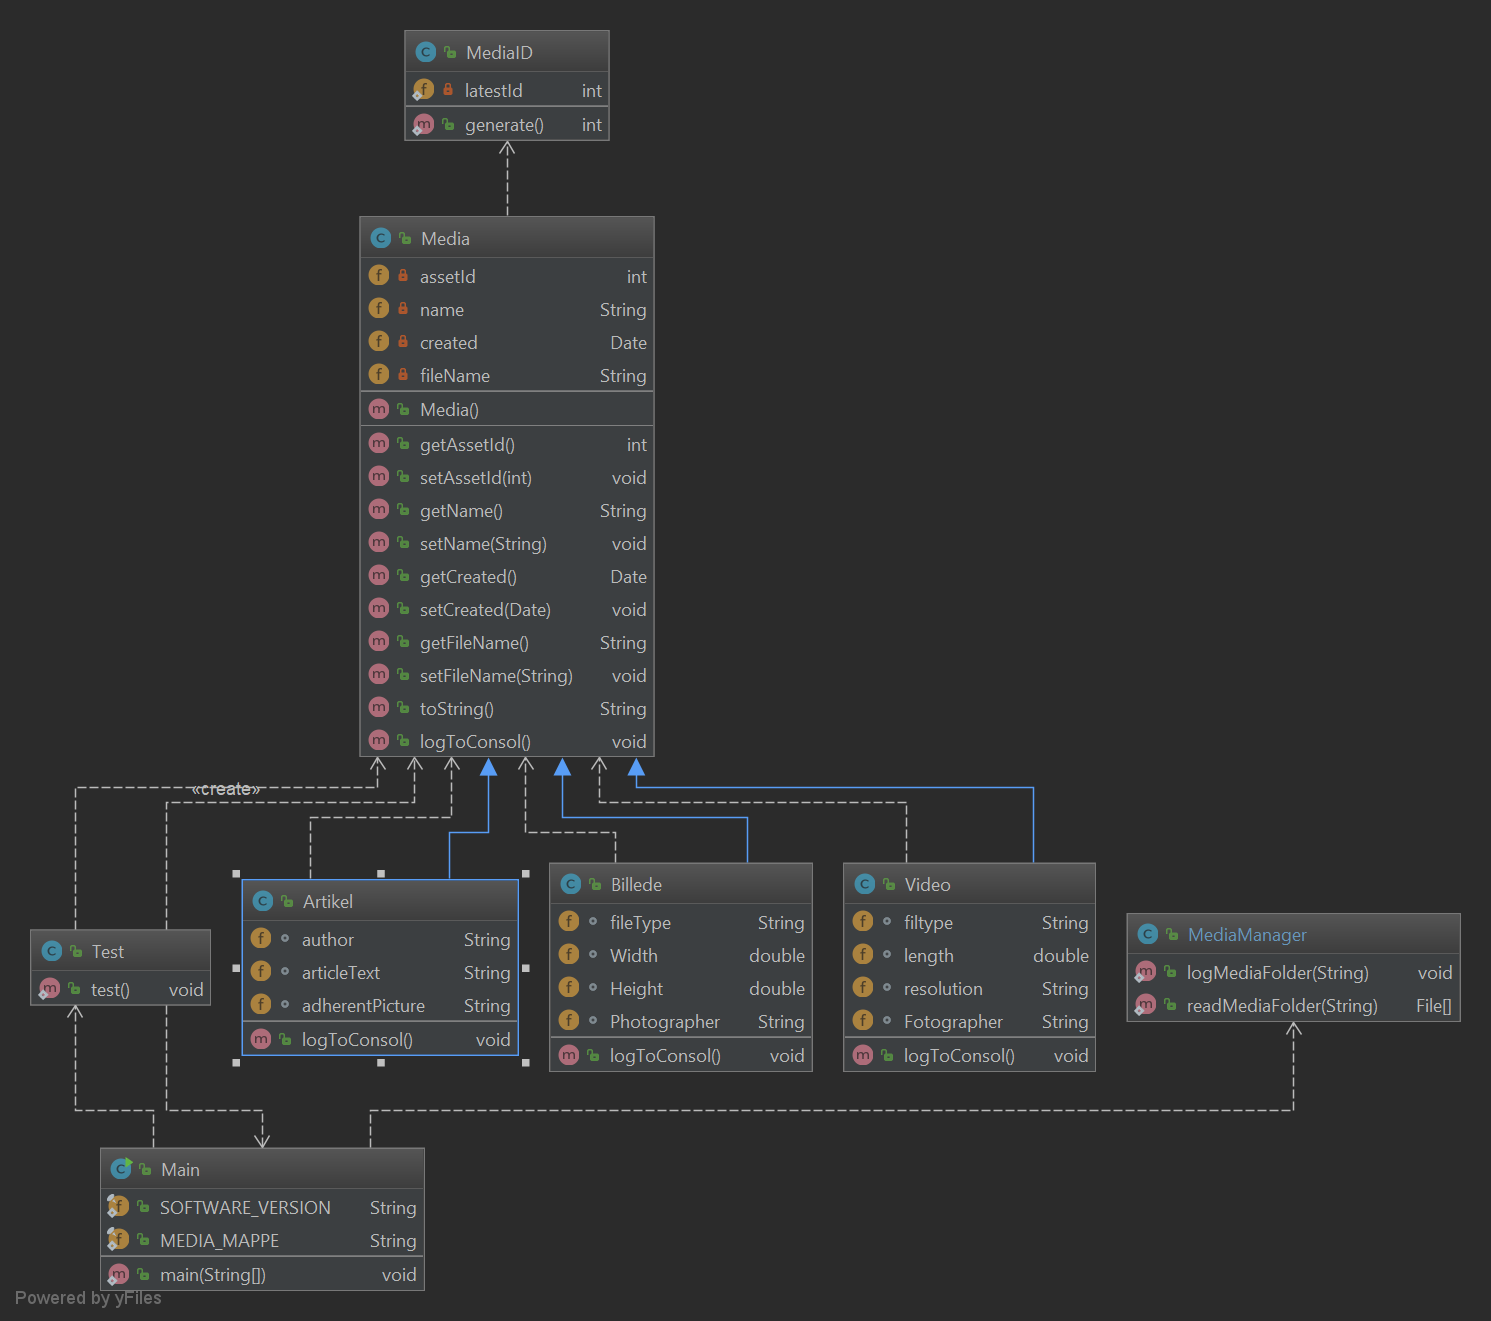 MediaID
latestId int
generate() int
Media
assetId int
name String
created Date
fileName String
Media()
getAssetId() int
setAssetId(int) void
getName() String
setName(String) void
getCreated() Date
setCreated(Date) void
getFileName() String
setFileName(String) void
toString() String
logToConsol() void
«create»
Test
test() void
Artikel
author String
articleText String
adherentPicture String
logToConsol() void
Billede
fileType String
Width double
Height double
Photographer String
logToConsol() void
Video
filtype String
length double
resolution String
Fotographer String
logToConsol() void
MediaManager
logMediaFolder(String) void
readMediaFolder(String) File[]
Main
SOFTWARE_VERSION String
MEDIA_MAPPE String
main(String[]) void
Powered by yFiles